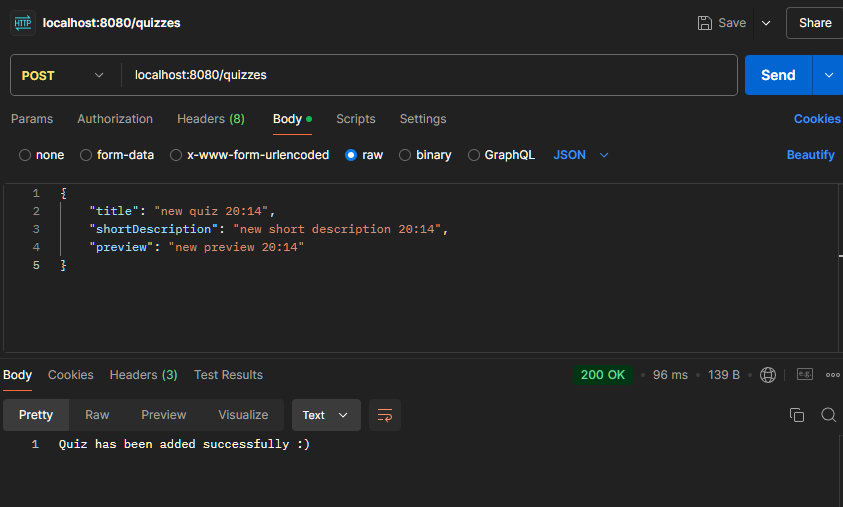 HTTP localhost:8080/quizzes Save Share
POST localhost:8080/quizzes Send
Params Authorization Headers (8) Body Scripts Settings Cookies
none form-data x-www-form-urlencoded raw binary GraphQL JSON Beautify
1 {
2 "title": "new quiz 20:14",
3 "shortDescription": "new short description 20:14",
4 "preview": "new preview 20:14"
5 }
Body Cookies Headers (3) Test Results 200 OK • 96 ms • 139 B • e.g.
Pretty Raw Preview Visualize Text
1 Quiz has been added successfully :)